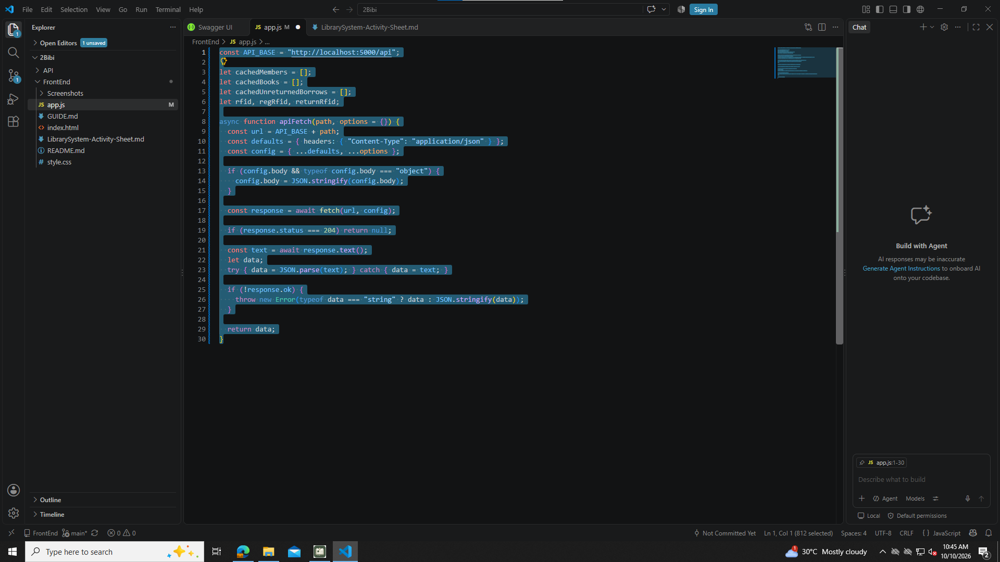 File Edit Selection View Go Run Terminal Help
2Bibi
Sign In
Explorer
Open Editors 1 unsaved
2Bibi
API
FrontEnd
Screenshots
JS app.js M
GUIDE.md
index.html
LibrarySystem-Activity-Sheet.md
README.md
# style.css
Outline
Timeline
Swagger UI
JS app.js M
LibrarySystem-Activity-Sheet.md
FrontEnd > JS app.js > ...
1 const API_BASE = "http://localhost:5000/api";
2
3 let cachedMembers = [];
4 let cachedBooks = [];
5 let cachedUnreturnedBorrows = [];
6 let rfid, regRfid, returnRfid;
7
8 async function apiFetch(path, options = {}) {
9 const url = API_BASE + path;
10 const defaults = { headers: { "Content-Type": "application/json" } };
11 const config = { ...defaults, ...options };
12
13 if (config.body && typeof config.body === "object") {
14 config.body = JSON.stringify(config.body);
15 }
16
17 const response = await fetch(url, config);
18
19 if (response.status === 204) return null;
20
21 const text = await response.text();
22 let data;
23 try { data = JSON.parse(text); } catch { data = text; }
24
25 if (!response.ok) {
26 throw new Error(typeof data === "string" ? data : JSON.stringify(data));
27 }
28
29 return data;
30 }
Chat
Build with Agent
AI responses may be inaccurate
Generate Agent Instructions to onboard AI
onto your codebase.
JS app.js:1-30
Describe what to build
Agent Models
Local Default permissions
FrontEnd main* 0 0
Not Committed Yet Ln 1, Col 1 (812 selected) Spaces: 4 UTF-8 CRLF { } JavaScript
Type here to search
1 30°C Mostly cloudy
10:45 AM
10/10/2026
2